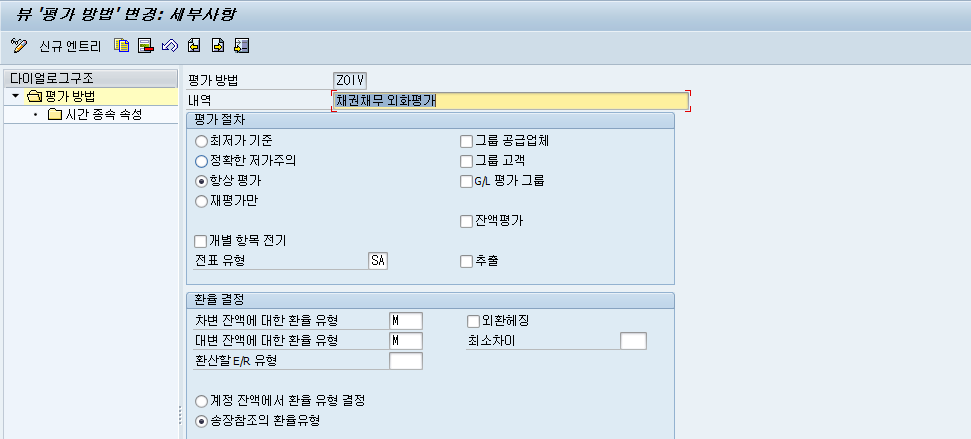 뷰 '평가 방법' 변경: 세부사항
신규 엔트리
다이얼로그구조
평가 방법
시간 종속 속성
평가 방법 ZOIV
내역 채권채무 외화평가
평가 절차
최저가 기준 그룹 공급업체
정확한 저가주의 그룹 고객
항상 평가 G/L 평가 그룹
재평가만
잔액평가
개별 항목 전기
전표 유형 SA 추출
환율 결정
차변 잔액에 대한 환율 유형 M 외환헤징
대변 잔액에 대한 환율 유형 M 최소차이
환산할 E/R 유형
계정 잔액에서 환율 유형 결정
송장참조의 환율유형